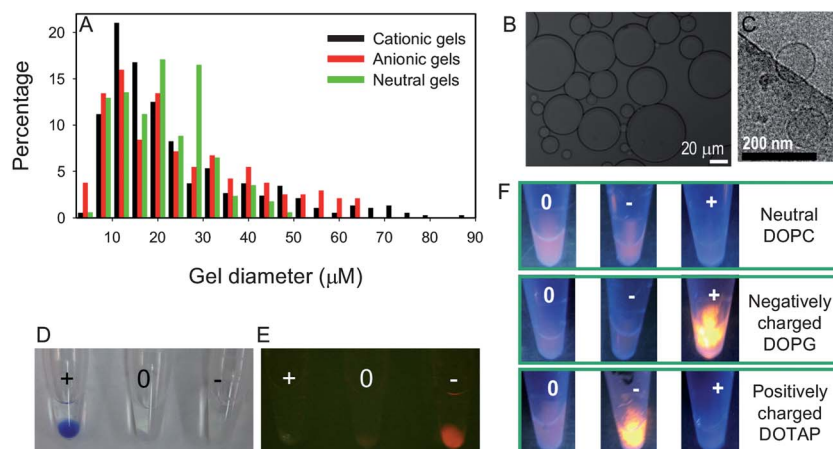 A
Cationic gels
Anionic gels
Neutral gels
Percentage
20
15
10
5
0
10 20 30 40 50 60 70 80 90
Gel diameter (μM)
B
20 μm
C
200 nm
D
+ 0 -
E
+ 0 -
F
0 - +
Neutral
DOPC
0 - +
Negatively
charged
DOPG
0 - +
Positively
charged
DOTAP